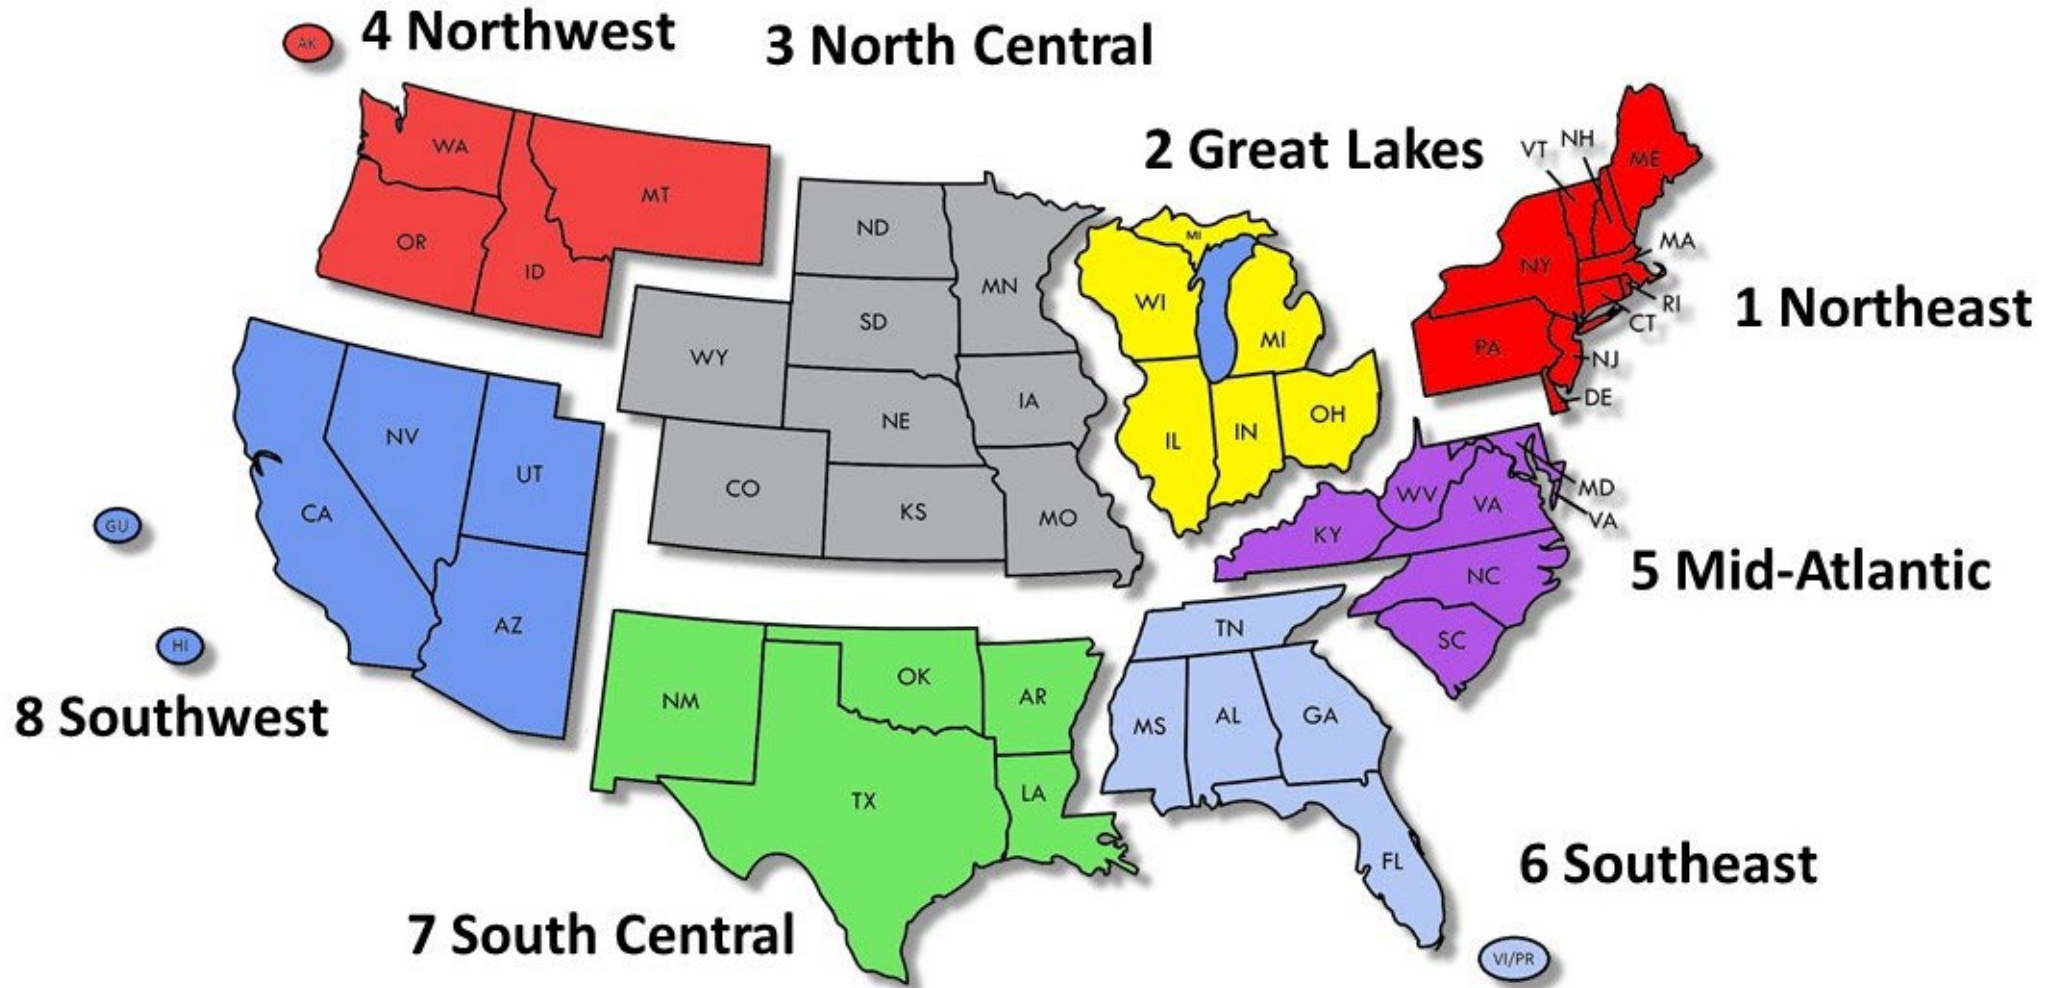 4 Northwest
3 North Central
AK
2 Great Lakes
NH
VT
WA
ME
MT
ND
OR
MA
MI
NY
ID
MN
WI
RI
1 Northeast
SD
CT
MI
PA
WY
NJ
DE
IA
NE
OH
NV
IN
IL
UT
CO
MD
WV
VA
KS
CA
MO
VA
GU
KY
5 Mid-Atlantic
NC
AZ
TN
SC
HI
OK
AR
NM
8 Southwest
GA
AL
MS
LA
TX
FL
6 Southeast
7 South Central
VI/PR